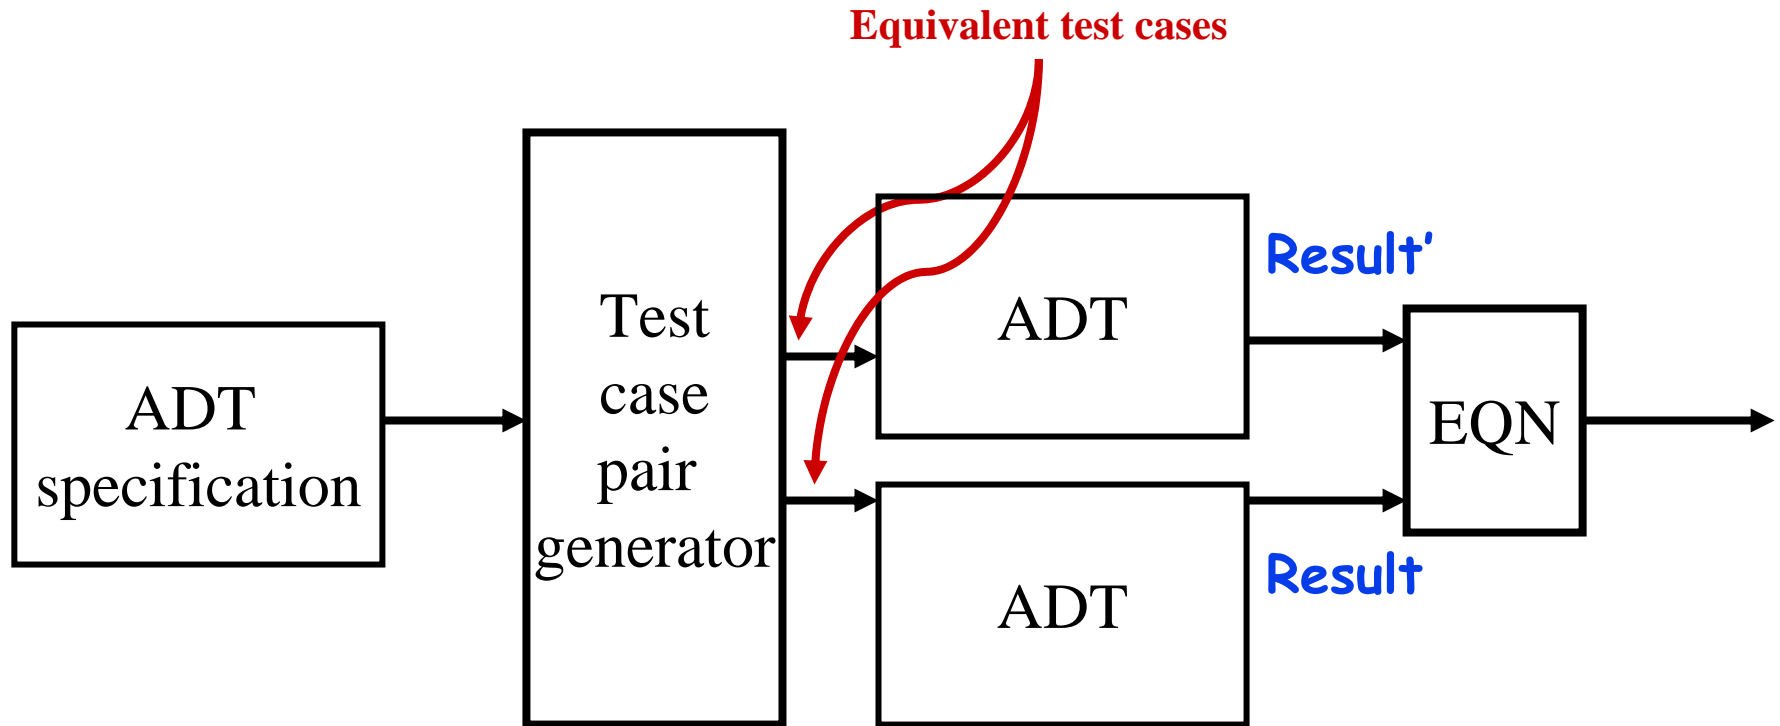 Equivalent test cases
ADT
specification
Test
case
pair
generator
ADT
Result’
ADT
Result
EQN